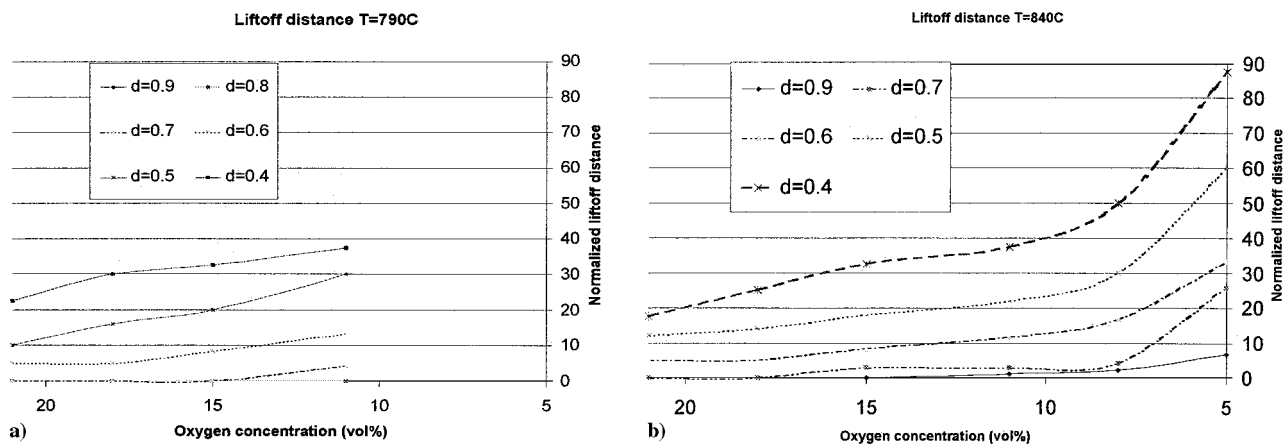 Liftoff distance T=790C
d=0.9 d=0.8
d=0.7 d=0.6
d=0.5 d=0.4
90
80
70
60
50
40
30
20
10
0
Normalized liftoff distance
20 15 10 5
Oxygen concentration (vol%)
a)
Liftoff distance T=840C
d=0.9 d=0.7
d=0.6 d=0.5
d=0.4
90
80
70
60
50
40
30
20
10
0
Normalized liftoff distance
20 15 10 5
Oxygen concentration (vol%)
b)